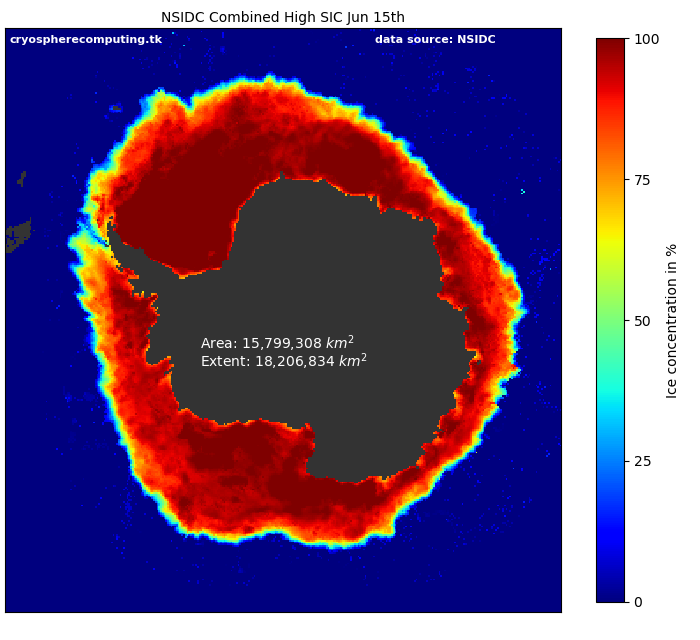 NSIDC Combined High SIC Jun 15th
cryospherecomputing.tk data source: NSIDC
100
75
50
25
0
Ice concentration in %
Area: 15,799,308 km²
Extent: 18,206,834 km²